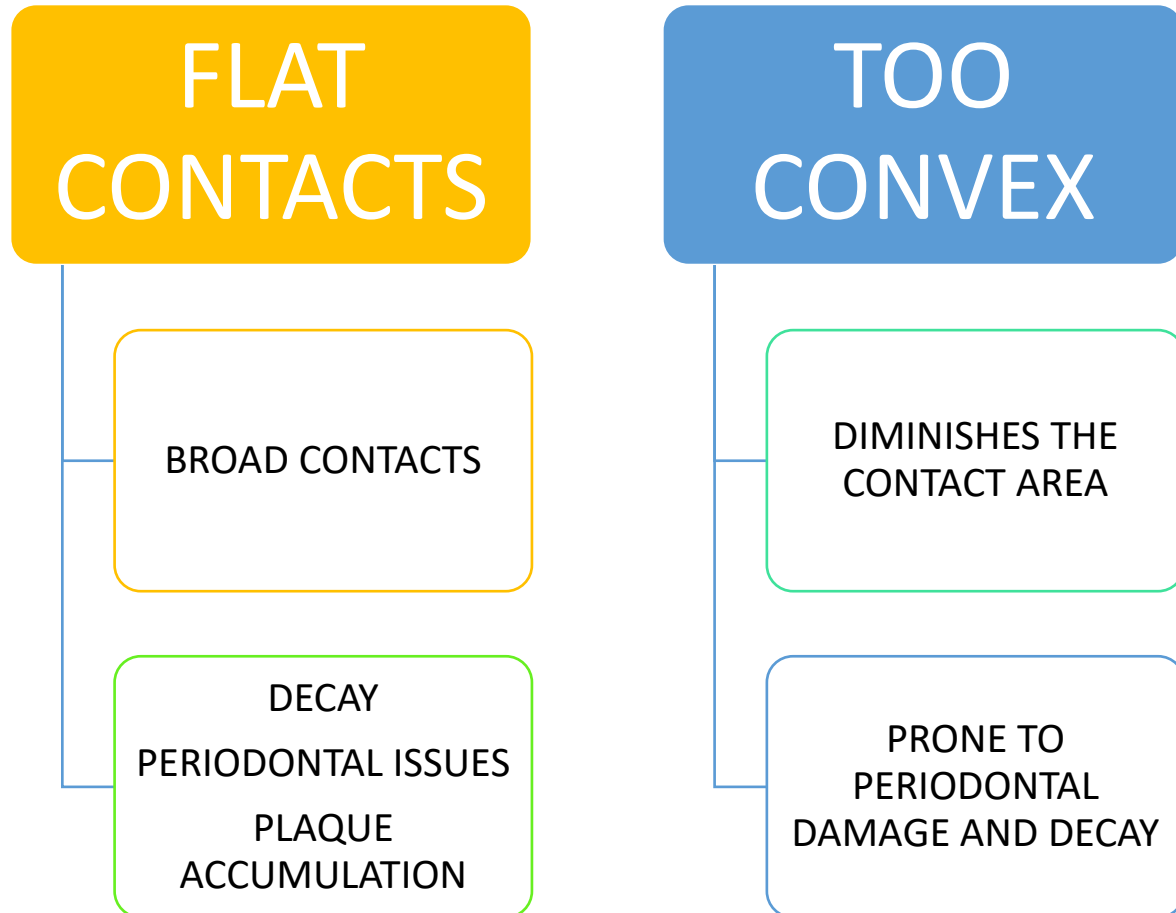 FLAT
CONTACTS
BROAD CONTACTS
DECAY
PERIODONTAL ISSUES
PLAQUE
ACCUMULATION
TOO
CONVEX
DIMINISHES THE
CONTACT AREA
PRONE TO
PERIODONTAL
DAMAGE AND DECAY